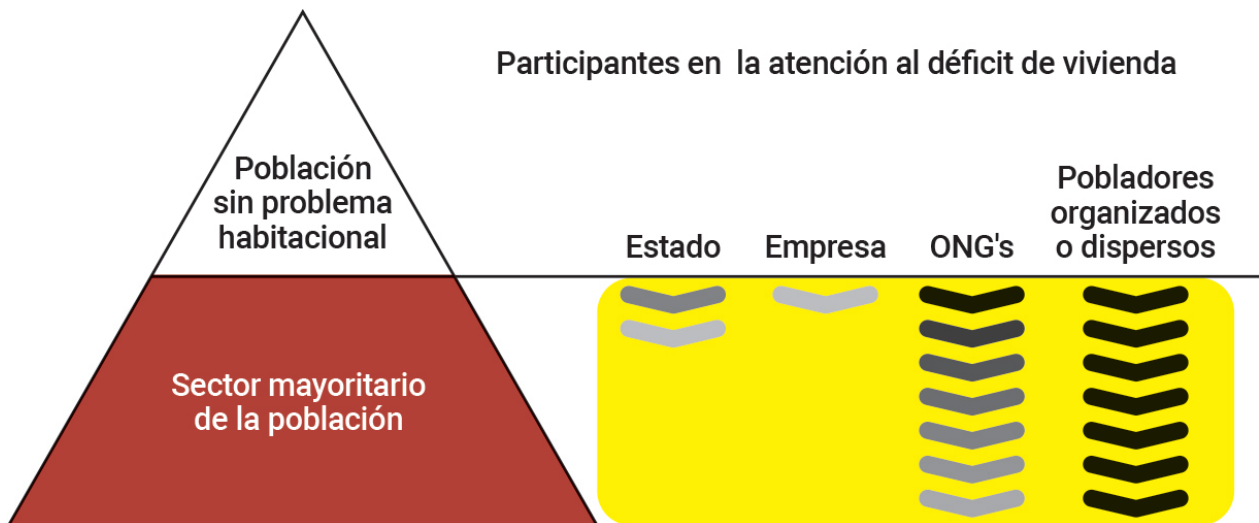 Participantes en la atención al déficit de vivienda
Población
sin problema
habitacional
Estado
Empresa
ONG's
Pobladores
organizados
o dispersos
Sector mayoritario
de la población